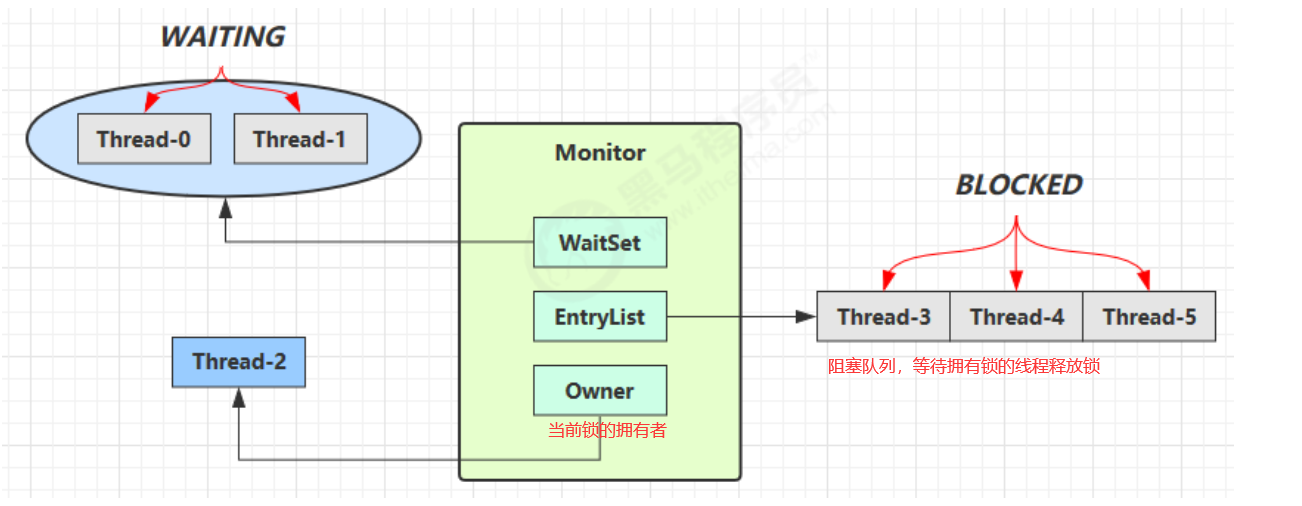 WAITING
Thread-0
Thread-1
Monitor
黑马程序员
www.itheima.com
BLOCKED
WaitSet
EntryList
Thread-3
Thread-4
Thread-5
阻塞队列，等待拥有锁的线程释放锁
Thread-2
Owner
当前锁的拥有者